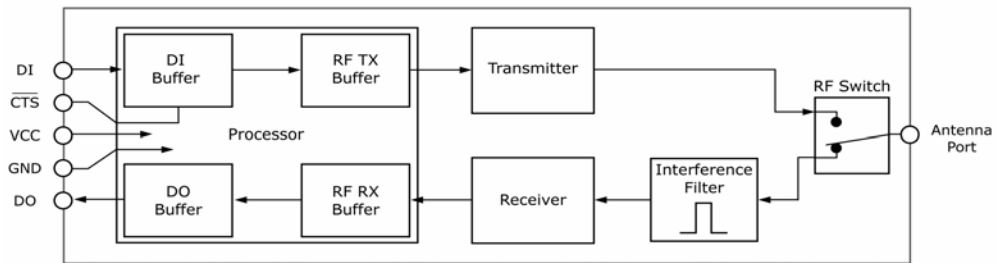 DI
CTS
VCC
GND
DO
DI
Buffer
RF TX
Buffer
Processor
DO
Buffer
RF RX
Buffer
Transmitter
Receiver
Interference
Filter
RF Switch
Antenna
Port